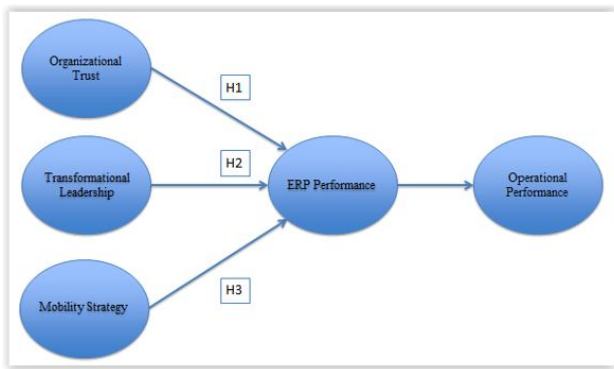 Organizational
Trust
H1
Transformational
Leadership
H2
ERP Performance
Operational
Performance
H3
Mobility Strategy